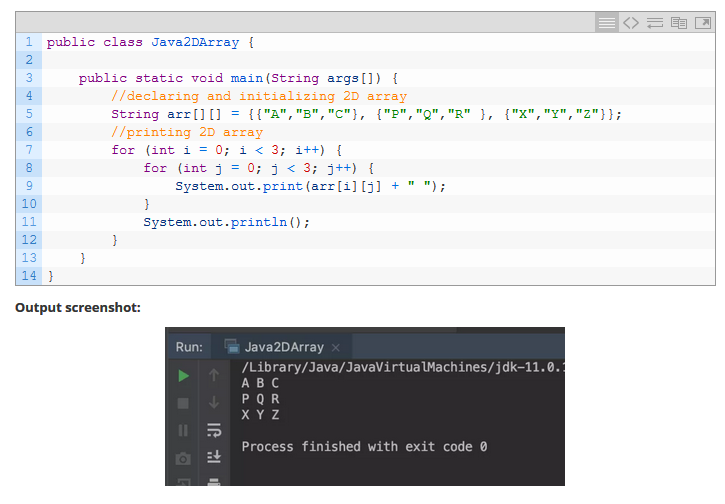 1 public class Java2DArray {
2
3     public static void main(String args[]) {
4         //declaring and initializing 2D array
5         String arr[][] = {{"A","B","C"}, {"P","Q","R" }, {"X","Y","Z"}};
6         //printing 2D array
7         for (int i = 0; i < 3; i++) {
8             for (int j = 0; j < 3; j++) {
9                 System.out.print(arr[i][j] + " ");
10             }
11             System.out.println();
12         }
13     }
14 }
Output screenshot:
Run: Java2DArray ×
/Library/Java/JavaVirtualMachines/jdk-11.0.1
A B C
P Q R
X Y Z
Process finished with exit code 0